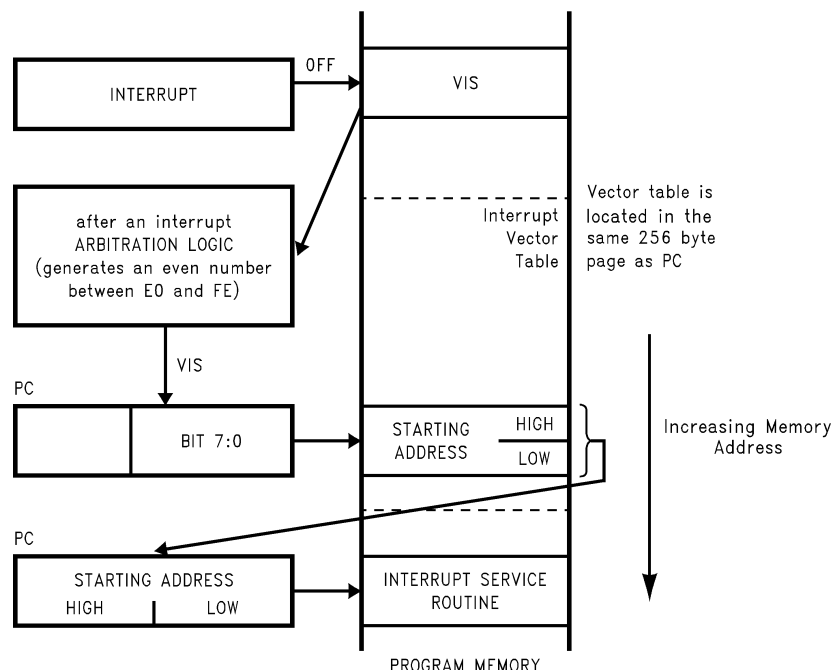 INTERRUPT
0FF
VIS
after an interrupt
ARBITRATION LOGIC
(generates an even number
between E0 and FE)
Interrupt
Vector
Table
Vector table is
located in the
same 256 byte
page as PC
VIS
PC
BIT 7:0
STARTING
ADDRESS
HIGH
LOW
Increasing Memory
Address
PC
STARTING ADDRESS
HIGH
LOW
INTERRUPT SERVICE
ROUTINE
PROGRAM MEMORY